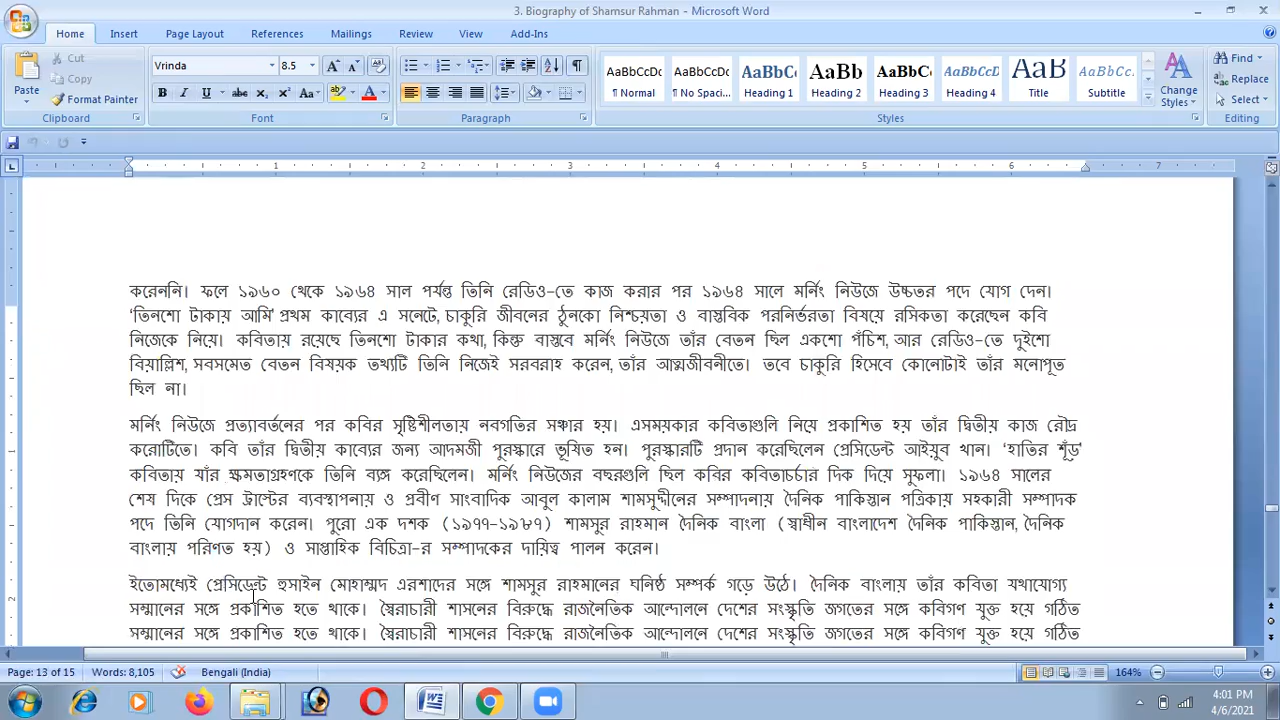 3. Biography of Shamsur Rahman - Microsoft Word
Home Insert Page Layout References Mailings Review View Add-Ins
Cut
Copy
Format Painter
Paste
Clipboard
Vrinda 8.5
Font
Paragraph
AaBbCcDc AaBbCcDc AaBbC( AaBb AaBbC AaBbCcD AaB AaBbCc.
¶ Normal ¶ No Spaci... Heading 1 Heading 2 Heading 3 Heading 4 Title Subtitle
Change Styles
Styles
Find
Replace
Select
Editing
1 2 3 4 5 6 7
করেননি। ফলে ১৯৬০ থেকে ১৯৬৪ সাল পর্যন্ত তিনি রেডিও-তে কাজ করার পর ১৯৬৪ সালে মর্নিং নিউজে উচ্চতর পদে যোগ দেন।
‘তিনশো টাকায় আমি’ প্রথম কাব্যের এ সনেটে, চাকুরি জীবনের ঠুনকো নিশ্চয়তা ও বাস্তবিক পরনির্ভরতা বিষয়ে রসিকতা করেছেন কবি
নিজেকে নিয়ে। কবিতায় রয়েছে তিনশো টাকার কথা, কিন্তু বাস্তবে মর্নিং নিউজে তাঁর বেতন ছিল একশো পঁচিশ, আর রেডিও-তে দুইশো
বিয়াল্লিশ, সবসমেত বেতন বিষয়ক তথ্যটি তিনি নিজেই সরবরাহ করেন, তাঁর আত্মজীবনীতে। তবে চাকুরি হিসেবে কোনোটাই তাঁর মনোপূত
ছিল না।
মর্নিং নিউজে প্রত্যাবর্তনের পর কবির সৃষ্টিশীলতায় নবগতির সঞ্চার হয়। এসময়কার কবিতাগুলি নিয়ে প্রকাশিত হয় তাঁর দ্বিতীয় কাজ রৌদ্র
করোটিতে। কবি তাঁর দ্বিতীয় কাব্যের জন্য আদমজী পুরস্কারে ভূষিত হন। পুরস্কারটি প্রদান করেছিলেন প্রেসিডেন্ট আইয়ুব খান। ‘হাতির শূঁড়’
কবিতায় যাঁর ক্ষমতাগ্রহণকে তিনি ব্যঙ্গ করেছিলেন। মর্নিং নিউজের বছরগুলি ছিল কবির কবিতাচর্চার দিক দিয়ে সুফলা। ১৯৬৪ সালের
শেষ দিকে প্রেস ট্রাস্টের ব্যবস্থাপনায় ও প্রবীণ সাংবাদিক আবুল কালাম শামসুদ্দীনের সম্পাদনায় দৈনিক পাকিস্তান পত্রিকায় সহকারী সম্পাদক
পদে তিনি যোগদান করেন। পুরো এক দশক (১৯৭৭-১৯৮৭) শামসুর রাহমান দৈনিক বাংলা (স্বাধীন বাংলাদেশ দৈনিক পাকিস্তান, দৈনিক
বাংলায় পরিণত হয়) ও সাপ্তাহিক বিচিত্রা-র সম্পাদকের দায়িত্ব পালন করেন।
ইতোমধ্যেই প্রেসিডেন্ট হুসাইন মোহাম্মদ এরশাদের সঙ্গে শামসুর রাহমানের ঘনিষ্ঠ সম্পর্ক গড়ে উঠে। দৈনিক বাংলায় তাঁর কবিতা যথাযোগ্য
সম্মানের সঙ্গে প্রকাশিত হতে থাকে। স্বৈরাচারী শাসনের বিরুদ্ধে রাজনৈতিক আন্দোলনে দেশের সংস্কৃতি জগতের সঙ্গে কবিগণ যুক্ত হয়ে গঠিত
সম্মানের সঙ্গে প্রকাশিত হতে থাকে। স্বৈরাচারী শাসনের বিরুদ্ধে রাজনৈতিক আন্দোলনে দেশের সংস্কৃতি জগতের সঙ্গে কবিগণ যুক্ত হয়ে গঠিত
Page: 13 of 15 Words: 8,105 Bengali (India) 164%
4:01 PM
4/6/2021